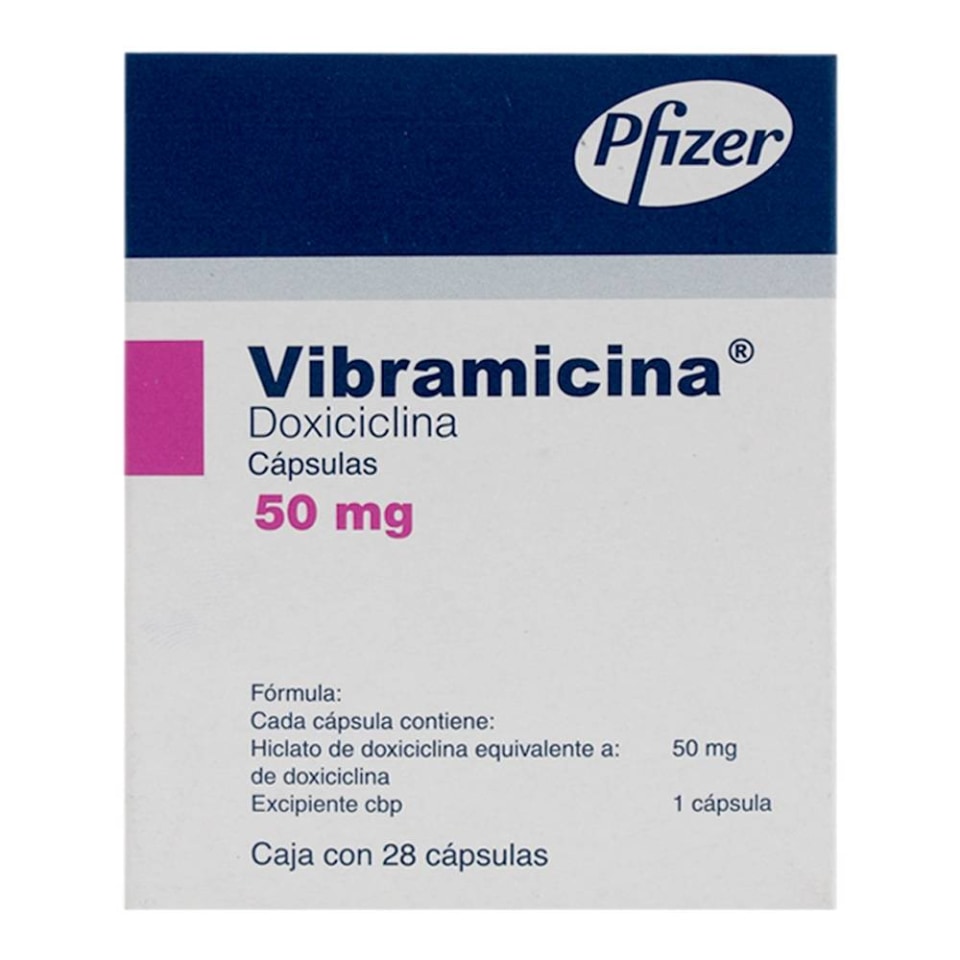 Pfizer
Vibramicina®
Doxiciclina
Cápsulas
50 mg
Fórmula:
Cada cápsula contiene:
Hiclato de doxiciclina equivalente a: 50 mg
de doxiciclina
Excipiente cbp 1 cápsula
Caja con 28 cápsulas